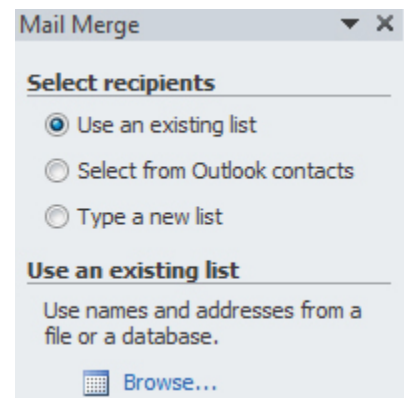 Mail Merge
Select recipients
Use an existing list
Select from Outlook contacts
Type a new list
Use an existing list
Use names and addresses from a
file or a database.
Browse...